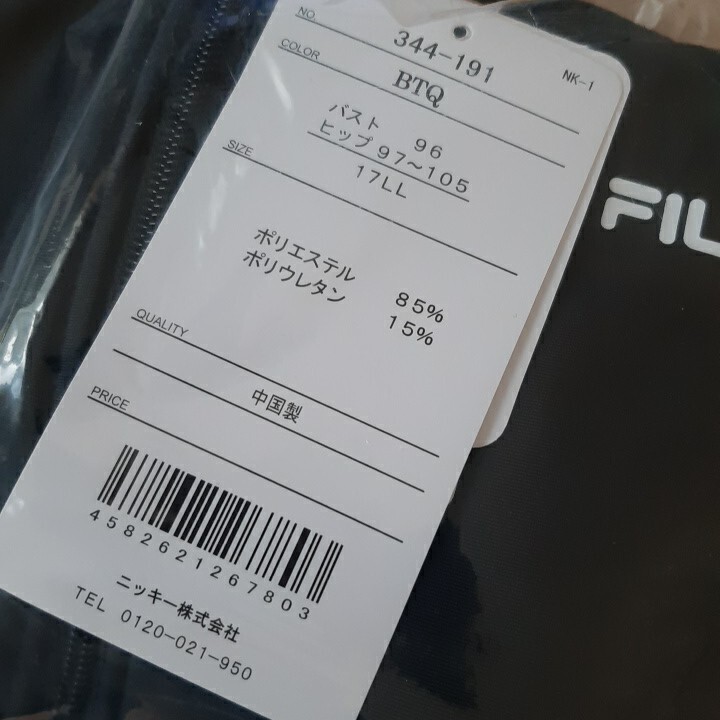 NO. 344-191 NK-1
COLOR BTQ
バスト 96
ヒップ 97～105
SIZE 17LL
ポリエステル 85%
ポリウレタン 15%
QUALITY
中国製
PRICE
4582621267803
ニッキー株式会社
TEL 0120-021-950
FIL